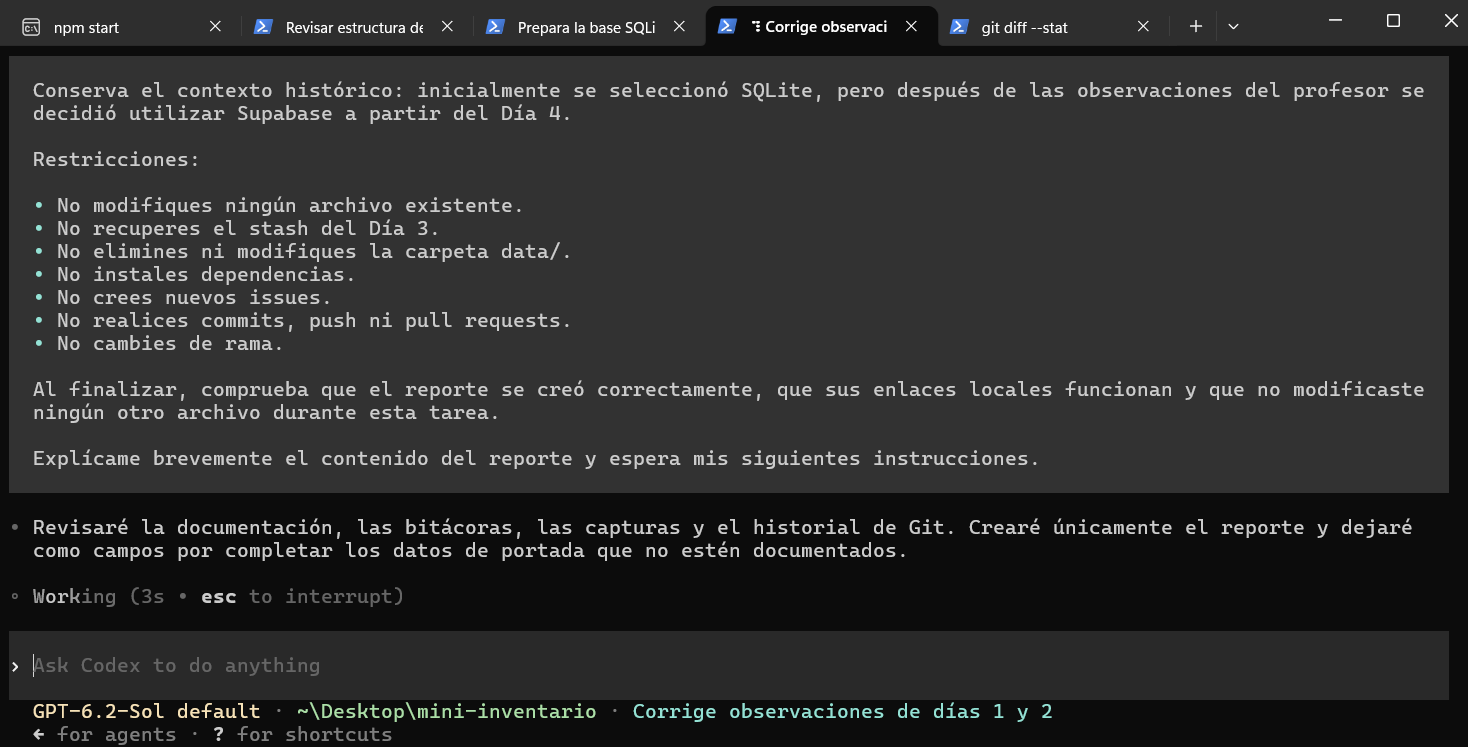 npm start
Revisar estructura de
Prepara la base SQLi
Corrige observaci
git diff --stat
Conserva el contexto histórico: inicialmente se seleccionó SQLite, pero después de las observaciones del profesor se
decidió utilizar Supabase a partir del Día 4.
Restricciones:
• No modifiques ningún archivo existente.
• No recuperes el stash del Día 3.
• No elimines ni modifiques la carpeta data/.
• No instales dependencias.
• No crees nuevos issues.
• No realices commits, push ni pull requests.
• No cambies de rama.
Al finalizar, comprueba que el reporte se creó correctamente, que sus enlaces locales funcionan y que no modificaste
ningún otro archivo durante esta tarea.
Explícame brevemente el contenido del reporte y espera mis siguientes instrucciones.
• Revisaré la documentación, las bitácoras, las capturas y el historial de Git. Crearé únicamente el reporte y dejaré
como campos por completar los datos de portada que no estén documentados.
◦ Working (3s • esc to interrupt)
› Ask Codex to do anything
GPT-6.2-Sol default · ~\Desktop\mini-inventario · Corrige observaciones de días 1 y 2
← for agents · ? for shortcuts